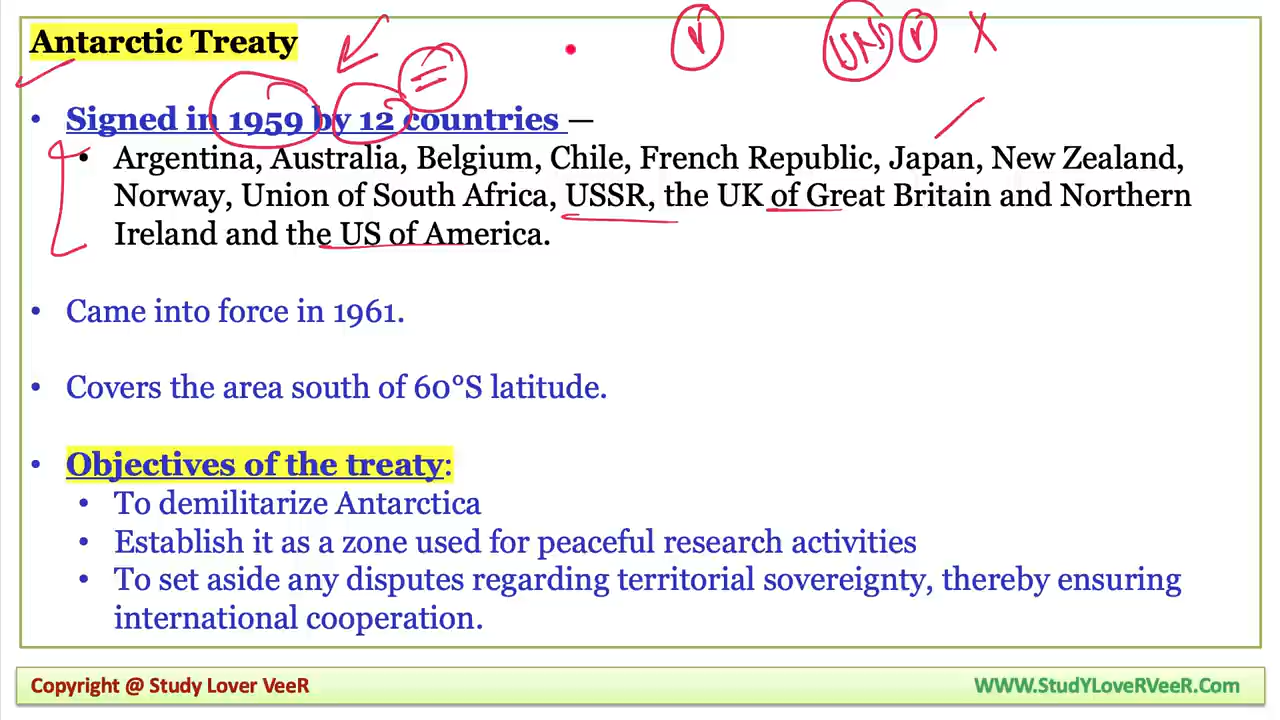 Antarctic Treaty
• Signed in 1959 by 12 countries —
• Argentina, Australia, Belgium, Chile, French Republic, Japan, New Zealand,
Norway, Union of South Africa, USSR, the UK of Great Britain and Northern
Ireland and the US of America.
• Came into force in 1961.
• Covers the area south of 60°S latitude.
• Objectives of the treaty:
• To demilitarize Antarctica
• Establish it as a zone used for peaceful research activities
• To set aside any disputes regarding territorial sovereignty, thereby ensuring
international cooperation.
Copyright @ Study Lover VeeR
WWW.StudYLoveRVeeR.Com